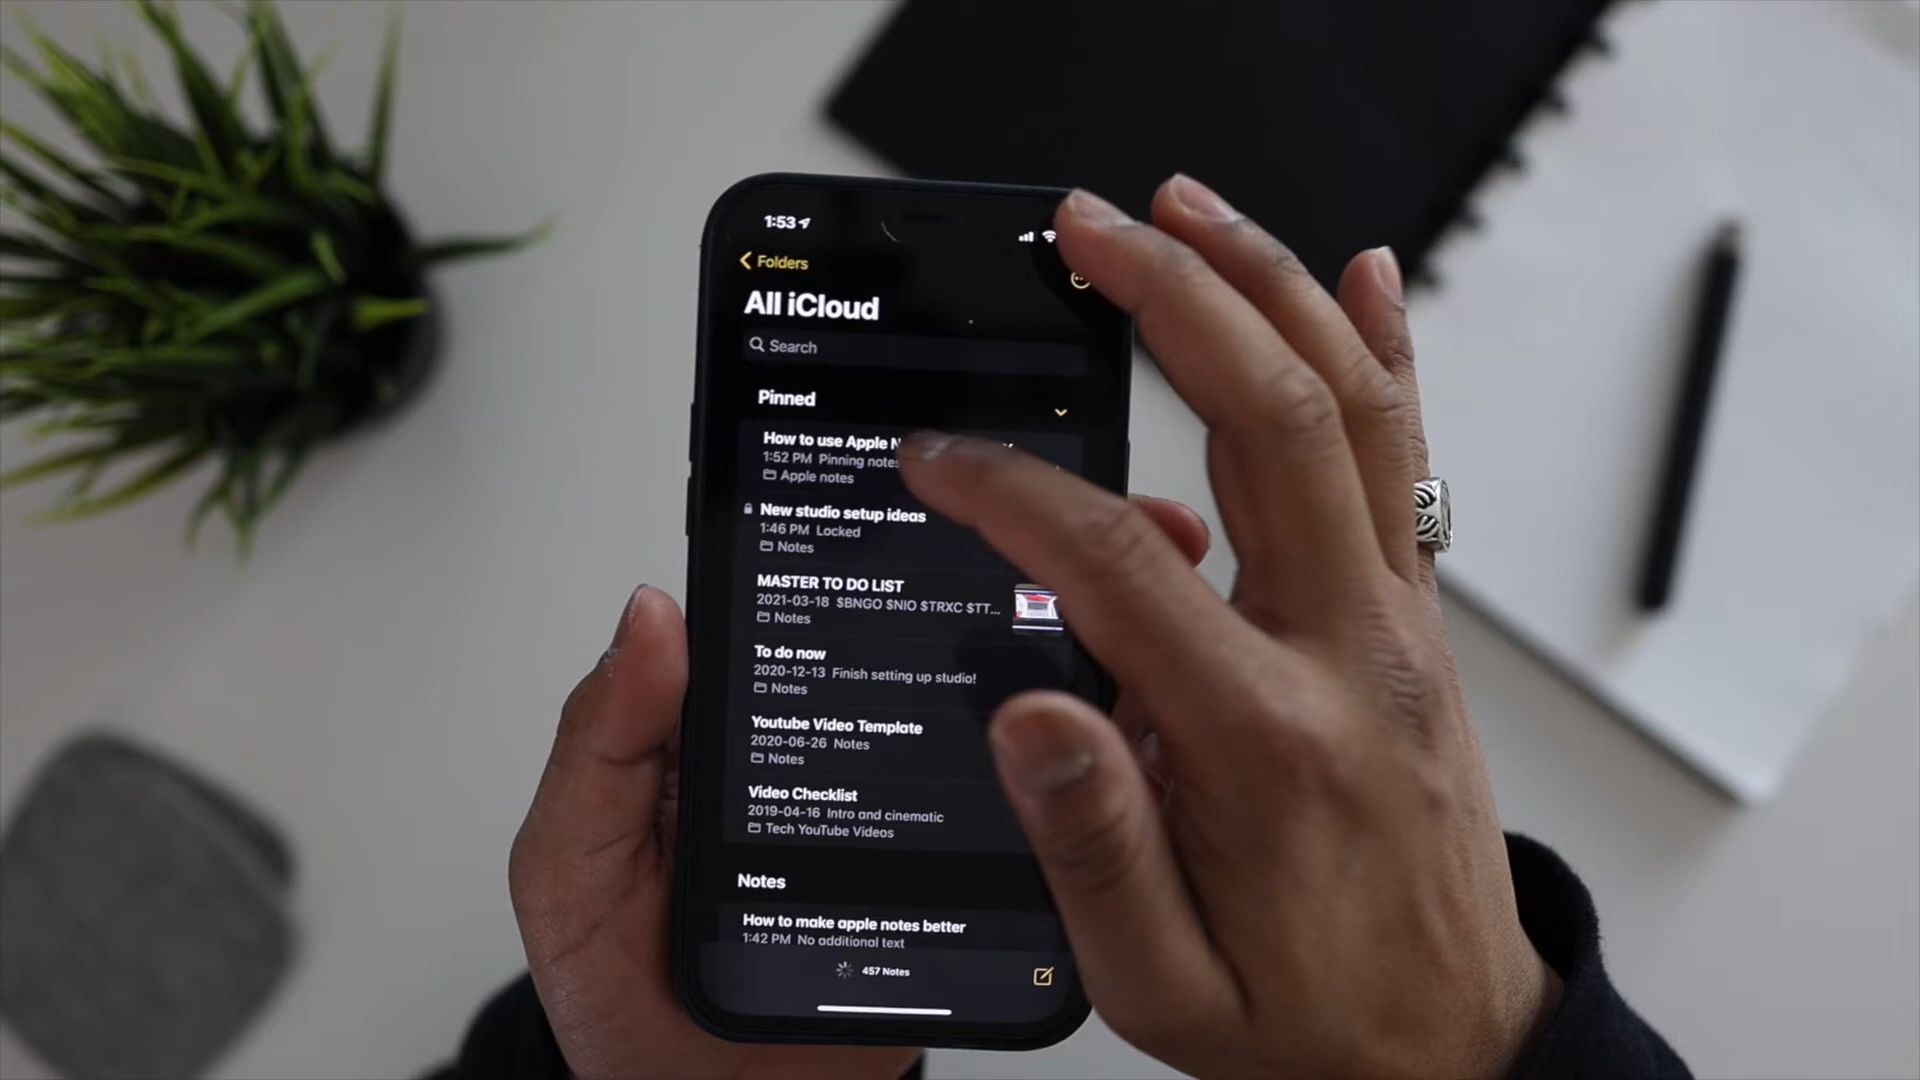 1:53
Folders
All iCloud
Search
Pinned
How to use Apple
1:52 PM Pinning notes
Apple notes
New studio setup ideas
1:46 PM Locked
Notes
MASTER TO DO LIST
2021-03-18 $BNGO $NIO $TRXC $TT...
Notes
To do now
2020-12-13 Finish setting up studio!
Notes
Youtube Video Template
2020-06-26 Notes
Notes
Video Checklist
2019-04-16 Intro and cinematic
Tech YouTube Videos
Notes
How to make apple notes better
1:42 PM No additional text
457 Notes